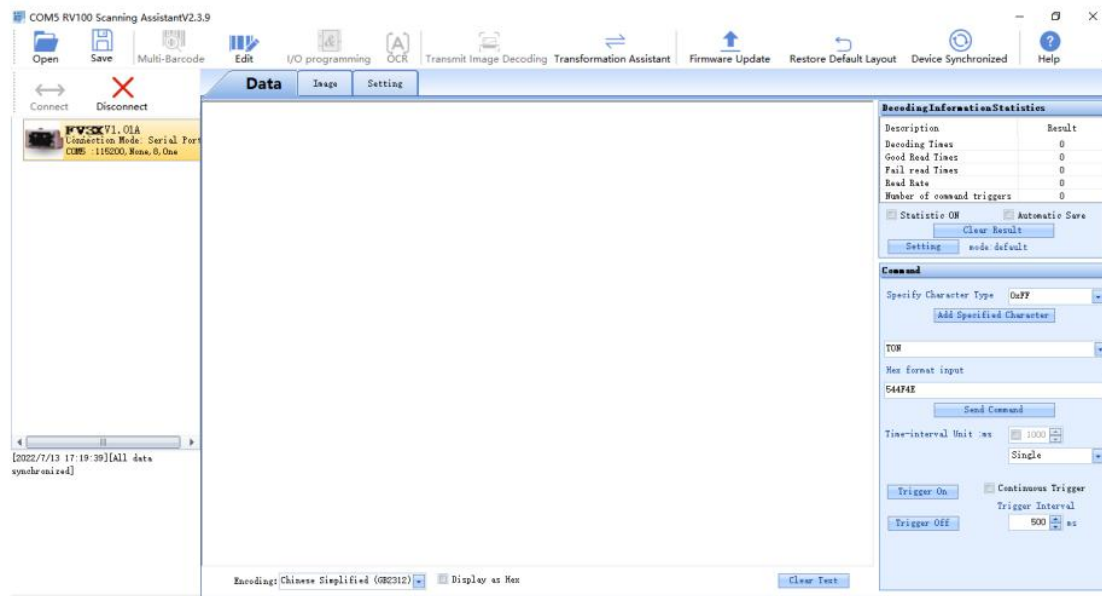 COM5 RV100 Scanning AssistantV2.3.9
Open Save Multi-Barcode Edit I/O programming OCR Transmit Image Decoding Transformation Assistant Firmware Update Restore Default Layout Device Synchronized Help
Connect Disconnect
Data Image Setting
FV3XV1.01A
Connection Mode: Serial Port
COM5 :115200,None,8,One
[2022/7/13 17:19:39][All data
synchronized]
Encoding: Chinese Simplified (GB2312) Display as Hex Clear Text
DecodingInformationStatistics
Description Result
Decoding Times 0
Good Read Times 0
Fail read Times 0
Read Rate 0
Number of command triggers 0
Statistic ON Automatic Save
Clear Result
Setting mode:default
Command
Specify Character Type 0xFF
Add Specified Character
TON
Hex format input
544F4E
Send Command
Time-interval Unit :ms 1000
Single
Trigger On Continuous Trigger
Trigger Interval
Trigger Off 500 ms